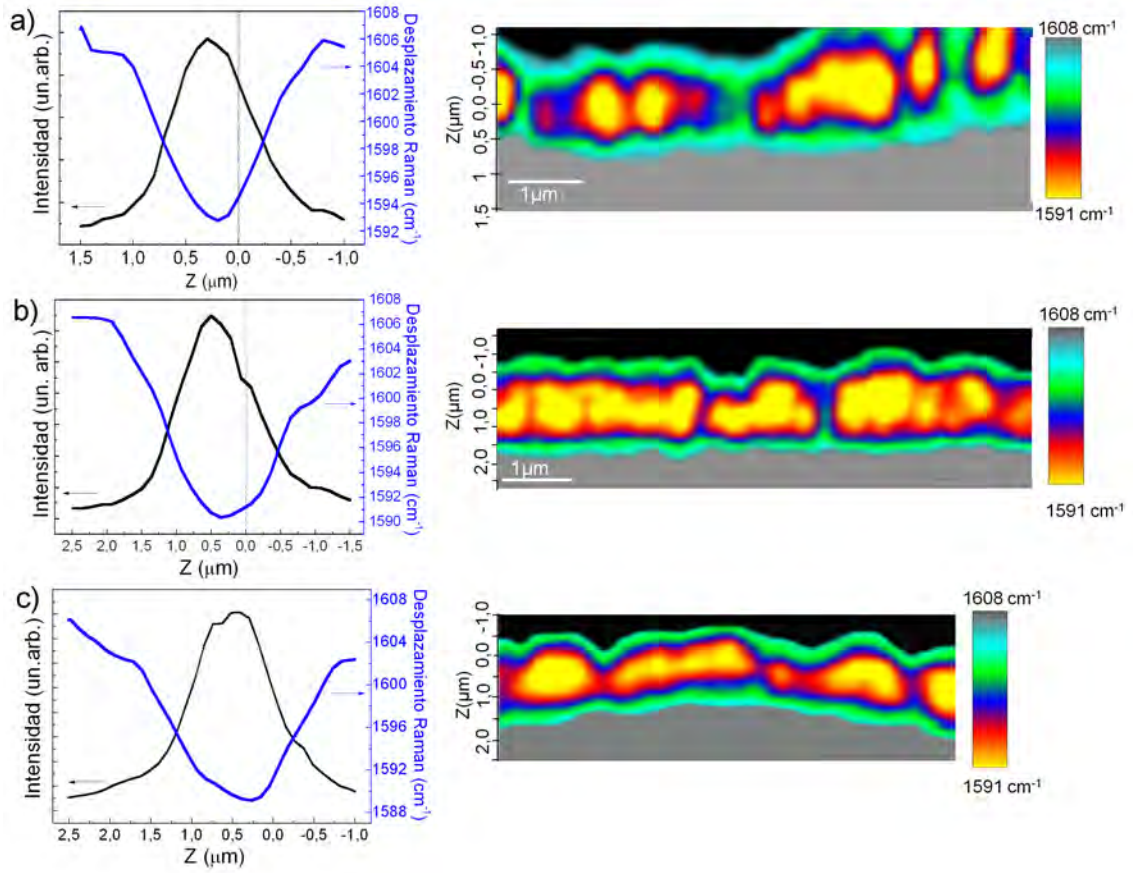 a)
Intensidad (un.arb.)
1,5
1,0
0,5
0,0
-0,5
-1,0
Z (μm)
1608
1606
1604
1602
1600
1598
1596
1594
1592
Desplazamiento Raman (cm⁻¹)
Z(μm)
-1,0
-0,5
0,0
0,5
1
1,5
1μm
1608 cm⁻¹
1591 cm⁻¹
b)
Intensidad (un. arb.)
2,5
2,0
1,5
1,0
0,5
0,0
-0,5
-1,0
-1,5
Z (μm)
1608
1606
1604
1602
1600
1598
1596
1594
1592
1590
Desplazamiento Raman (cm⁻¹)
Z(μm)
-1,0
0,0
1,0
2,0
1μm
1608 cm⁻¹
1591 cm⁻¹
c)
Intensidad (un.arb.)
2,5
2,0
1,5
1,0
0,5
0,0
-0,5
-1,0
Z (μm)
1608
1604
1600
1595
1590
1588
Desplazamiento Raman (cm⁻¹)
Z(μm)
-1,0
0,0
1,0
2,0
1608 cm⁻¹
1591 cm⁻¹